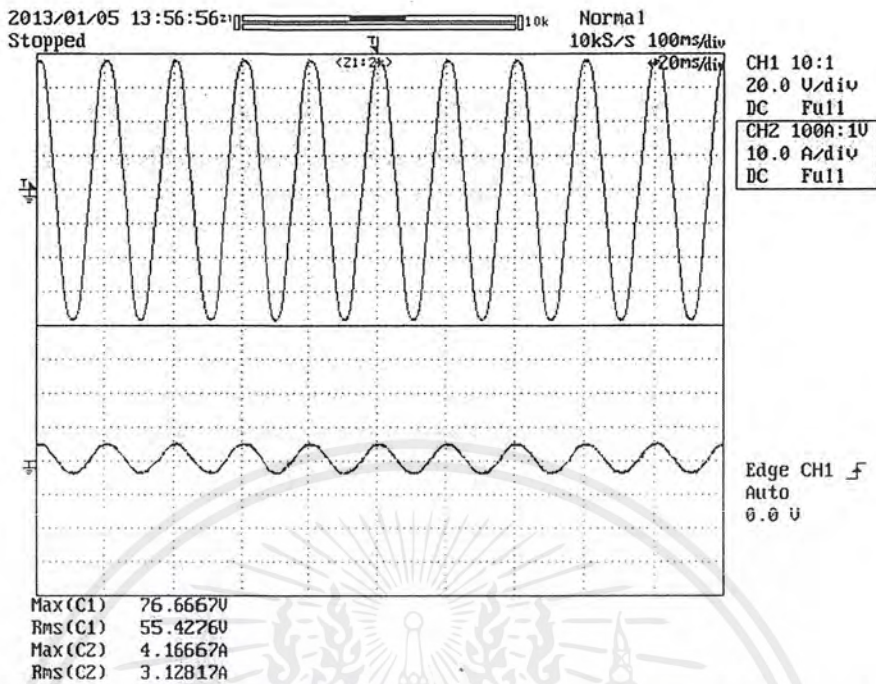 2013/01/05 13:56:56
Z1
10k
Normal
Stopped
10kS/s 100ms/div
<Z1:2k>
20ms/div
CH1 10:1
20.0 V/div
DC Full
CH2 100A:1V
10.0 A/div
DC Full
Edge CH1
Auto
0.0 V
Max(C1) 76.6667V
Rms(C1) 55.4276V
Max(C2) 4.16667A
Rms(C2) 3.12817A